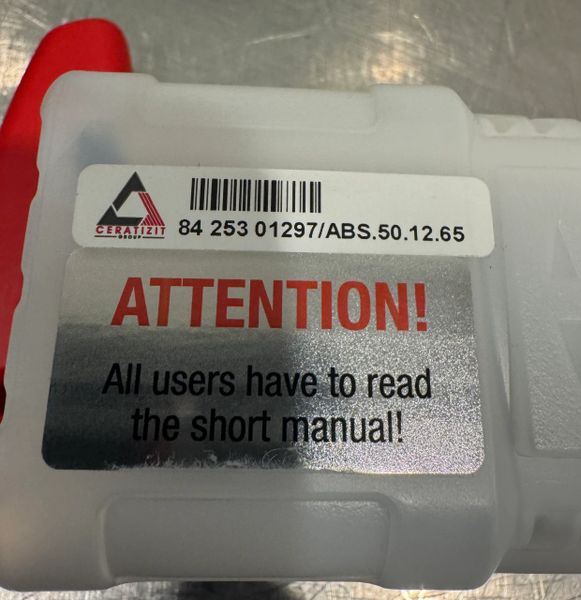 CERATIZIT
GROUP
84 253 01297/ABS.50.12.65
ATTENTION!
All users have to read
the short manual!